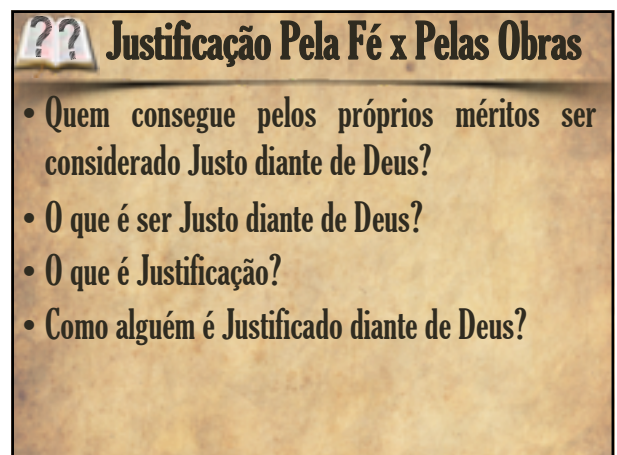 ?? Justificação Pela Fé x Pelas Obras
• Quem consegue pelos próprios méritos ser
considerado Justo diante de Deus?
• O que é ser Justo diante de Deus?
• O que é Justificação?
• Como alguém é Justificado diante de Deus?